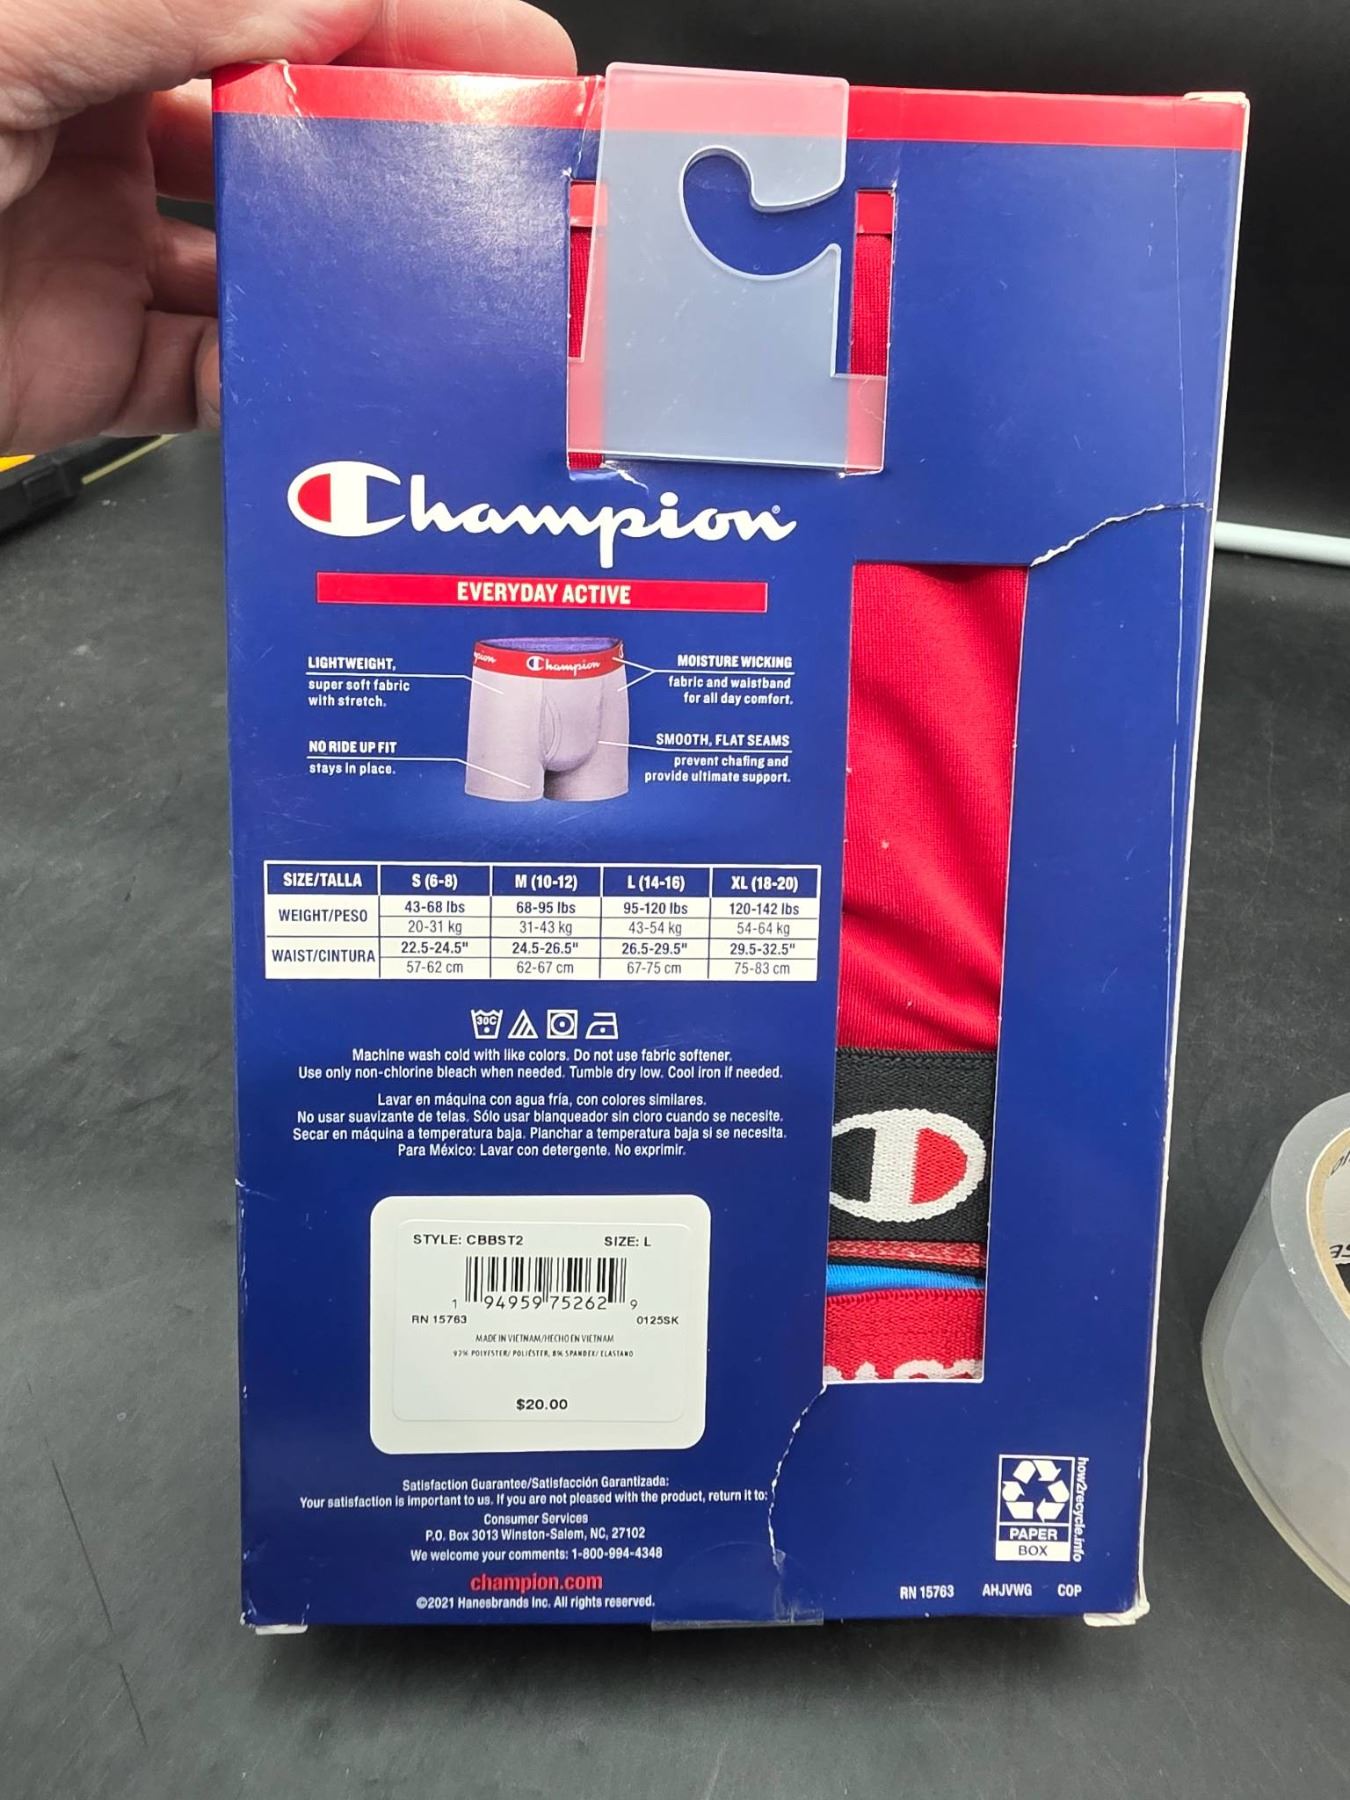 Champion
EVERYDAY ACTIVE
LIGHTWEIGHT,
super soft fabric
with stretch.
NO RIDE UP FIT
stays in place.
pion Champion
MOISTURE WICKING
fabric and waistband
for all day comfort.
SMOOTH, FLAT SEAMS
prevent chafing and
provide ultimate support.
SIZE/TALLA S (6-8) M (10-12) L (14-16) XL (18-20)
WEIGHT/PESO 43-68 lbs 68-95 lbs 95-120 lbs 120-142 lbs
20-31 kg 31-43 kg 43-54 kg 54-64 kg
WAIST/CINTURA 22.5-24.5" 24.5-26.5" 26.5-29.5" 29.5-32.5"
57-62 cm 62-67 cm 67-75 cm 75-83 cm
30C
Machine wash cold with like colors. Do not use fabric softener.
Use only non-chlorine bleach when needed. Tumble dry low. Cool iron if needed.
Lavar en máquina con agua fría, con colores similares.
No usar suavizante de telas. Sólo usar blanqueador sin cloro cuando se necesite.
Secar en máquina a temperatura baja. Planchar a temperatura baja si se necesita.
Para México: Lavar con detergente. No exprimir.
STYLE: CBBST2 SIZE: L
1 94959 75262 9
RN 15763 0125SK
MADE IN VIETNAM/HECHO EN VIETNAM
92% POLYESTER/ POLIÉSTER, 8% SPANDEX/ ELASTANO
$20.00
Satisfaction Guarantee/Satisfacción Garantizada:
Your satisfaction is important to us. If you are not pleased with the product, return it to:
Consumer Services
P.O. Box 3013 Winston-Salem, NC, 27102
We welcome your comments: 1-800-994-4348
champion.com
©2021 Hanesbrands Inc. All rights reserved.
PAPER
BOX
how2recycle.info
RN 15763 AHJVWG COP